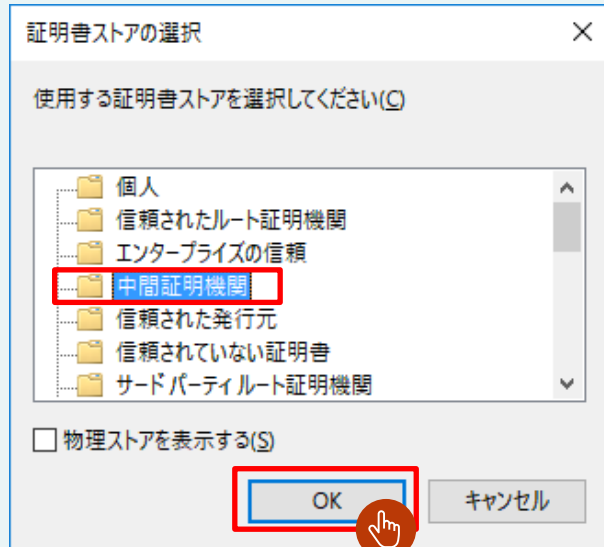 証明書ストアの選択
使用する証明書ストアを選択してください(C)
個人
信頼されたルート証明機関
エンタープライズの信頼
中間証明機関
信頼された発行元
信頼されていない証明書
サード パーティ ルート証明機関
物理ストアを表示する(S)
OK キャンセル